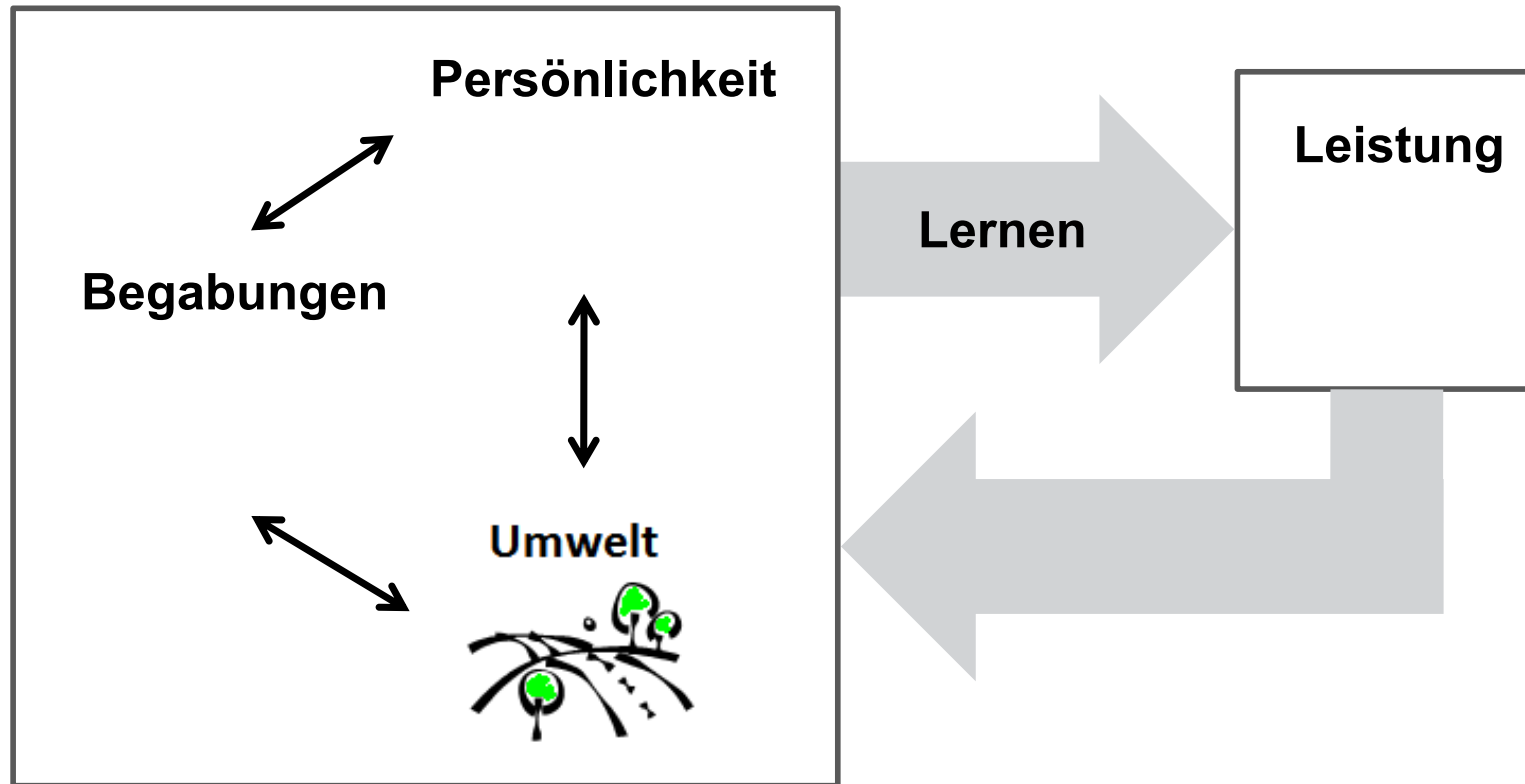 Persönlichkeit
Leistung
Lernen
Begabungen
Umwelt